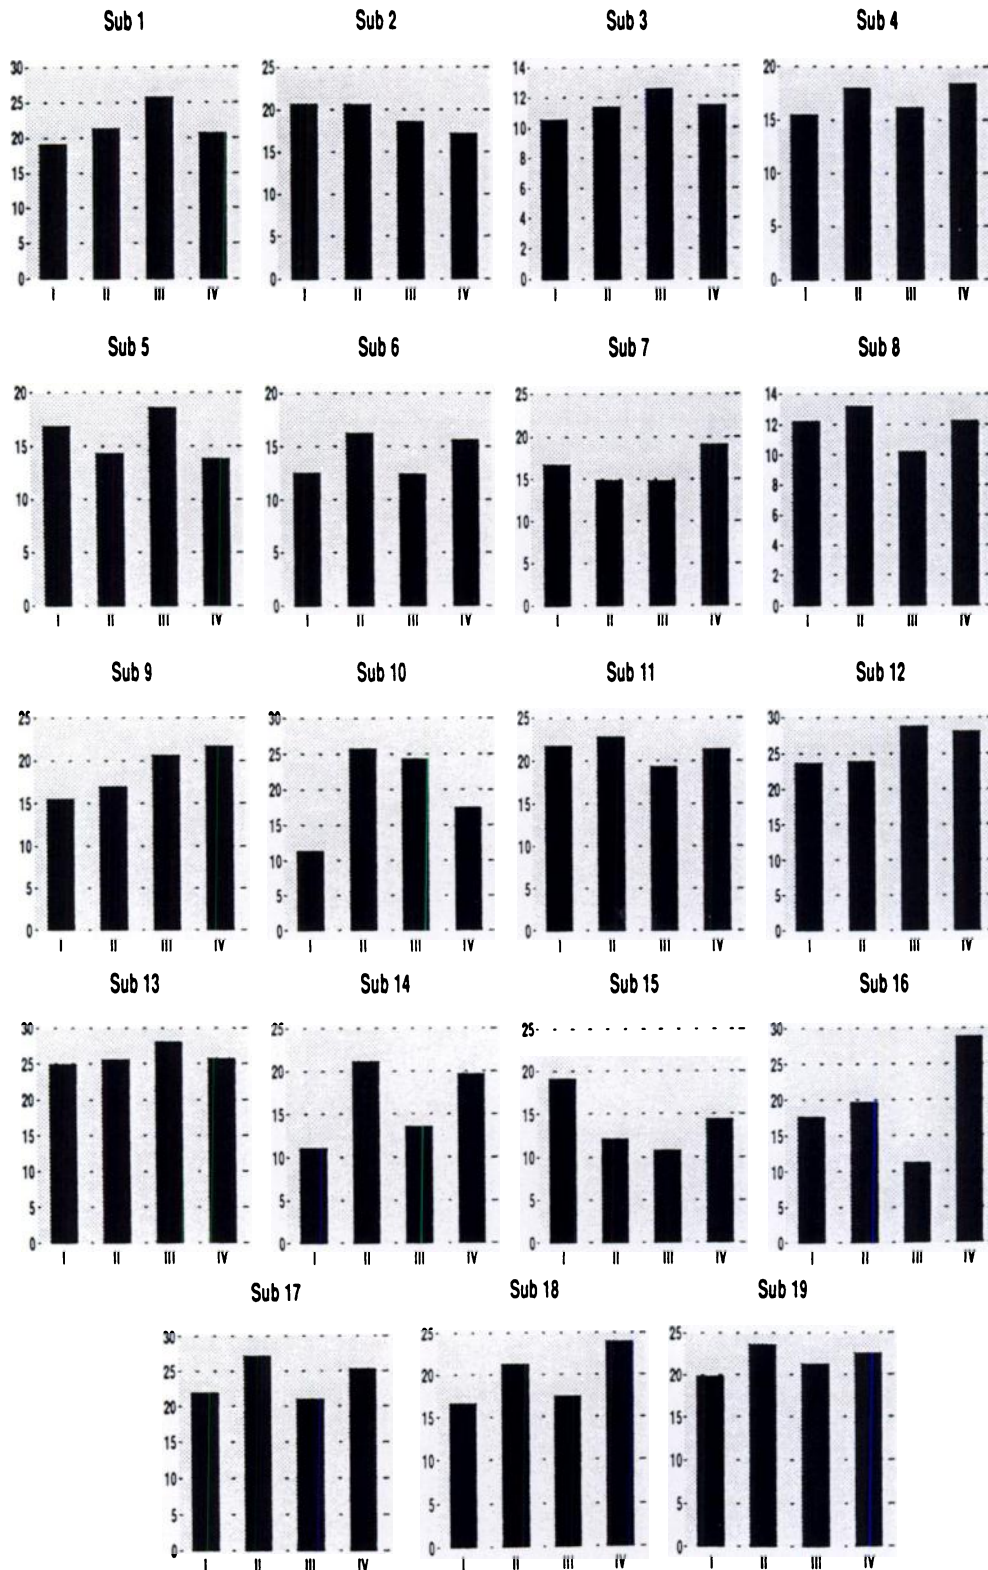 Sub 1 Sub 2 Sub 3 Sub 4
30 25 14 20
25 20 12 15
20 15 10 10
15 10 8 5
10 5 6 0
5 0 4
0 2
0
I II III IV I II III IV I II III IV I II III IV
Sub 5 Sub 6 Sub 7 Sub 8
20 20 25 14
15 15 20 12
10 10 15 10
5 5 10 8
0 0 5 6
0 4
2
0
I II III IV I II III IV I II III IV I II III IV
Sub 9 Sub 10 Sub 11 Sub 12
25 30 25 30
20 25 20 25
15 20 15 20
10 15 10 15
5 10 5 10
0 5 0 5
0 0
I II III IV I II III IV I II III IV I II III IV
Sub 13 Sub 14 Sub 15 Sub 16
30 25 25 30
25 20 20 25
20 15 15 20
15 10 10 15
10 5 5 10
5 0 0 5
0 0
I II III IV I II III IV I II III IV I II III IV
Sub 17 Sub 18 Sub 19
30 25 25
25 20 20
20 15 15
15 10 10
10 5 5
5 0 0
0
I II III IV I II III IV I II III IV